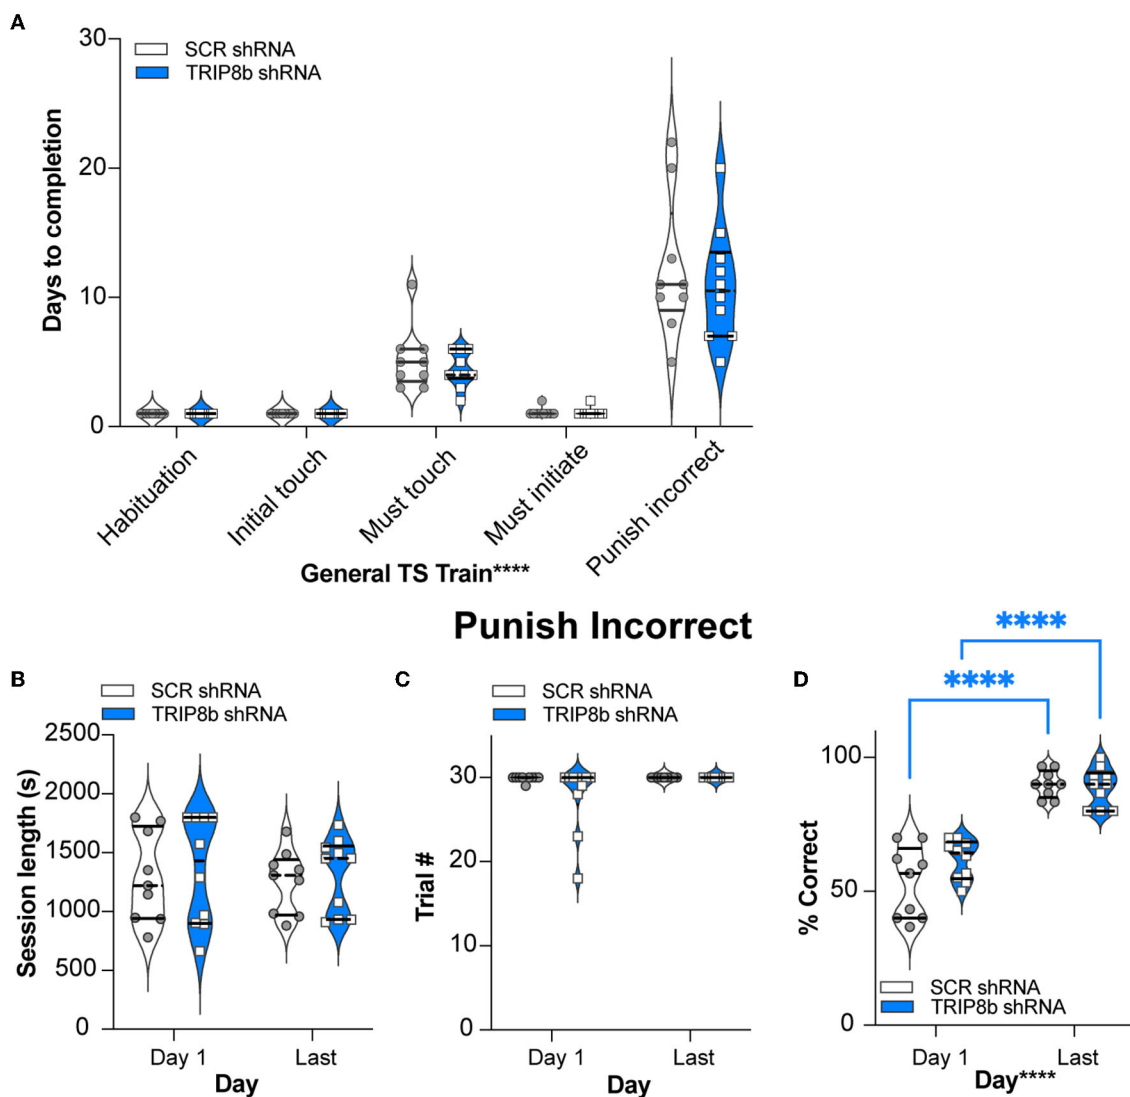 A
SCR shRNA
TRIP8b shRNA
Days to completion
30
20
10
0
Habituation
Initial touch
Must touch
Must initiate
Punish incorrect
General TS Train****
Punish Incorrect
B
SCR shRNA
TRIP8b shRNA
Session length (s)
2500
2000
1500
1000
500
0
Day 1
Last
Day
C
SCR shRNA
TRIP8b shRNA
Trial #
30
20
10
0
Day 1
Last
Day
D
****
****
% Correct
100
50
0
SCR shRNA
TRIP8b shRNA
Day 1
Last
Day****